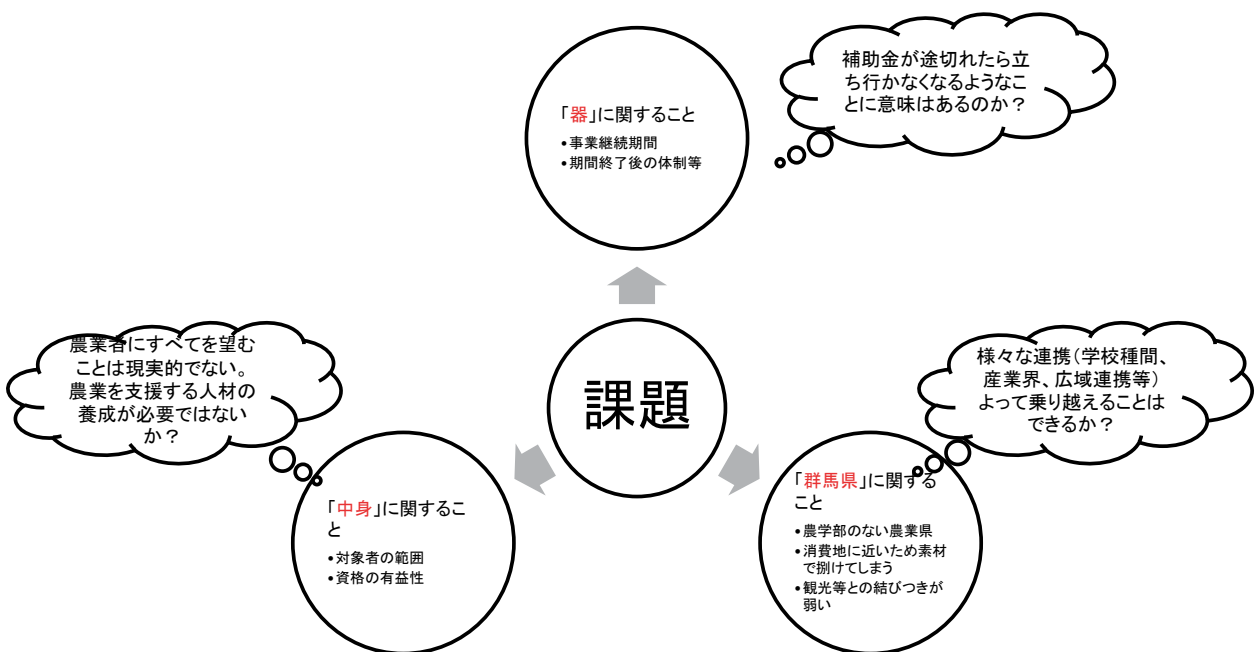 「器」に関すること
•事業継続期間
•期間終了後の体制等
補助金が途切れたら立
ち行かなくなるようなこ
とに意味はあるのか？
課題
農業者にすべてを望む
ことは現実的でない。
農業を支援する人材の
養成が必要ではない
か？
「中身」に関するこ
と
•対象者の範囲
•資格の有益性
様々な連携（学校種間、
産業界、広域連携等）
よって乗り越えることは
できるか？
「群馬県」に関する
こと
•農学部のない農業県
•消費地に近いため素材
で捌けてしまう
•観光等との結びつきが
弱い